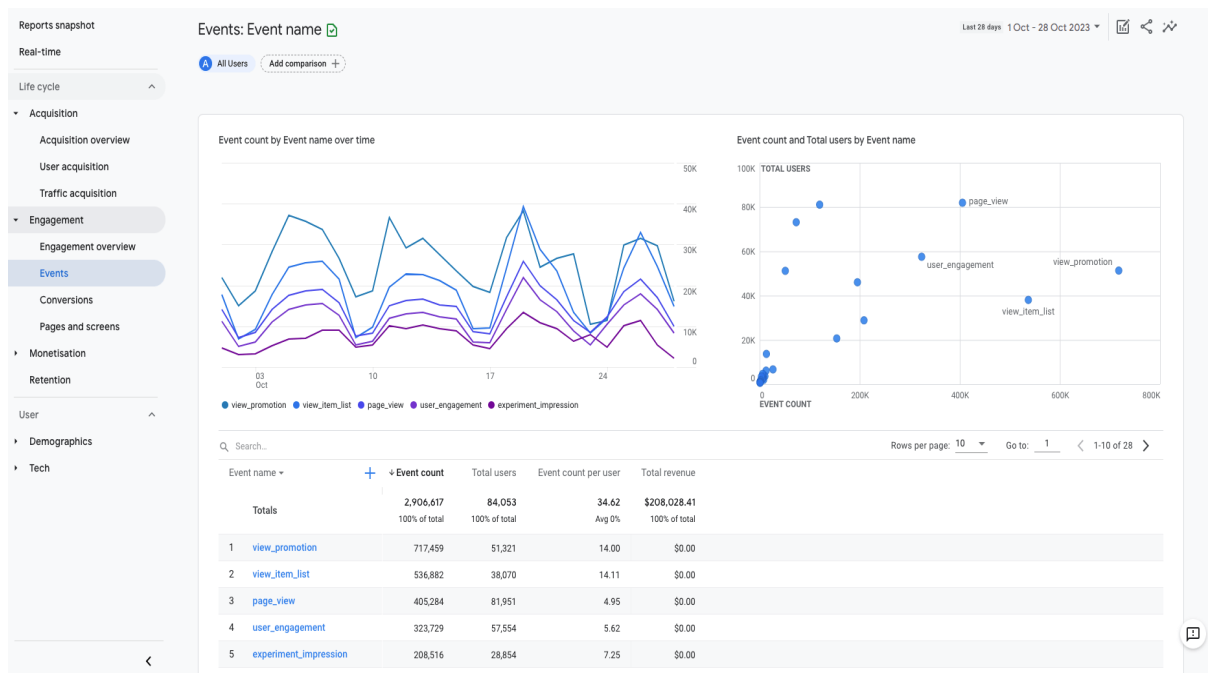 Reports snapshot
Real-time
Life cycle
Acquisition
Acquisition overview
User acquisition
Traffic acquisition
Engagement
Engagement overview
Events
Conversions
Pages and screens
Monetisation
Retention
User
Demographics
Tech
Events: Event name
Last 28 days 1 Oct - 28 Oct 2023
A All Users
Add comparison +
Event count by Event name over time
50K
40K
30K
20K
10K
0
03 Oct
10
17
24
view_promotion view_item_list page_view user_engagement experiment_impression
Event count and Total users by Event name
100K TOTAL USERS
80K
60K
40K
20K
0
page_view
user_engagement
view_promotion
view_item_list
0 200K 400K 600K 800K
EVENT COUNT
Search...
Rows per page: 10 Go to: 1 1-10 of 28
Event name + Event count Total users Event count per user Total revenue
Totals 2,906,617 84,053 34.62 $208,028.41
100% of total 100% of total Avg 0% 100% of total
1 view_promotion 717,459 51,321 14.00 $0.00
2 view_item_list 536,882 38,070 14.11 $0.00
3 page_view 405,284 81,951 4.95 $0.00
4 user_engagement 323,729 57,554 5.62 $0.00
5 experiment_impression 208,516 28,854 7.25 $0.00